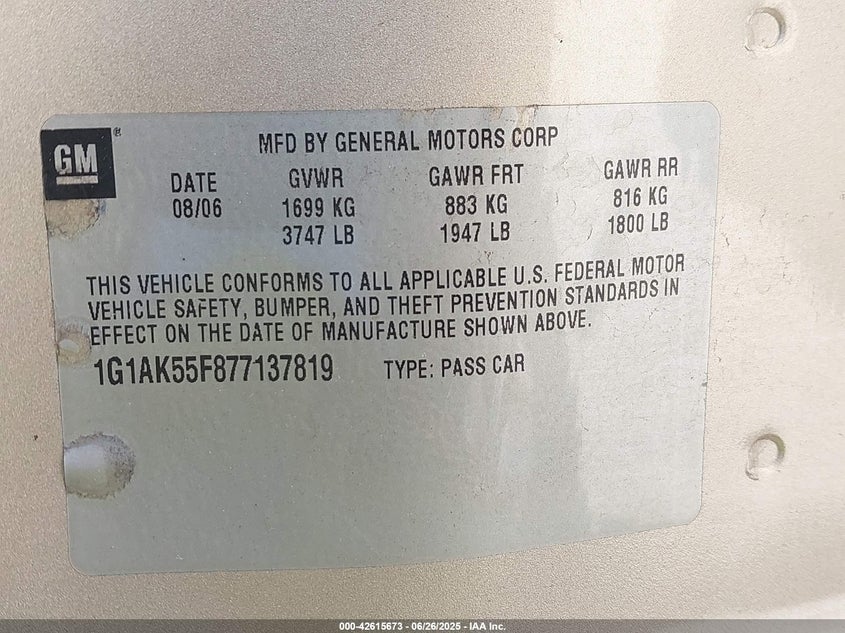 GM ®
MFD BY GENERAL MOTORS CORP
DATE GVWR GAWR FRT GAWR RR
08/06 1699 KG 883 KG 816 KG
3747 LB 1947 LB 1800 LB
THIS VEHICLE CONFORMS TO ALL APPLICABLE U.S. FEDERAL MOTOR
VEHICLE SAFETY, BUMPER, AND THEFT PREVENTION STANDARDS IN
EFFECT ON THE DATE OF MANUFACTURE SHOWN ABOVE.
1G1AK55F877137819 TYPE: PASS CAR
000-42615673 - 06/26/2025 - IAA Inc.